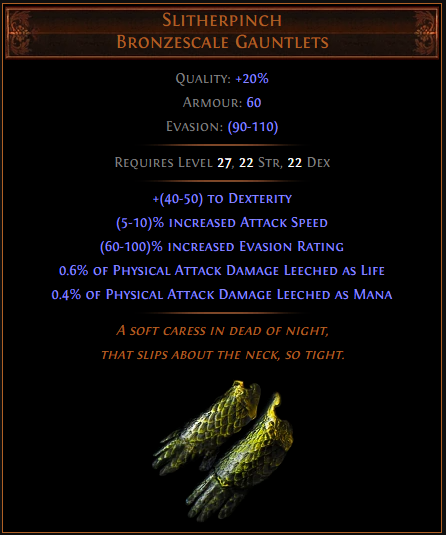 Slitherpinch
Bronzescale Gauntlets
Quality: +20%
Armour: 60
Evasion: (90-110)
Requires Level 27, 22 Str, 22 Dex
+(40-50) to Dexterity
(5-10)% increased Attack Speed
(60-100)% increased Evasion Rating
0.6% of Physical Attack Damage Leeched as Life
0.4% of Physical Attack Damage Leeched as Mana
A soft caress in dead of night,
that slips about the neck, so tight.